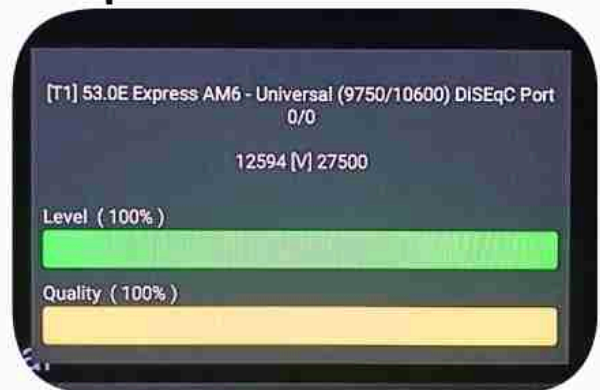 [T1] 53.0E Express AM6 - Universal (9750/10600) DiSEqC Port
0/0
12594 [V] 27500
Level ( 100% )
Quality ( 100% )